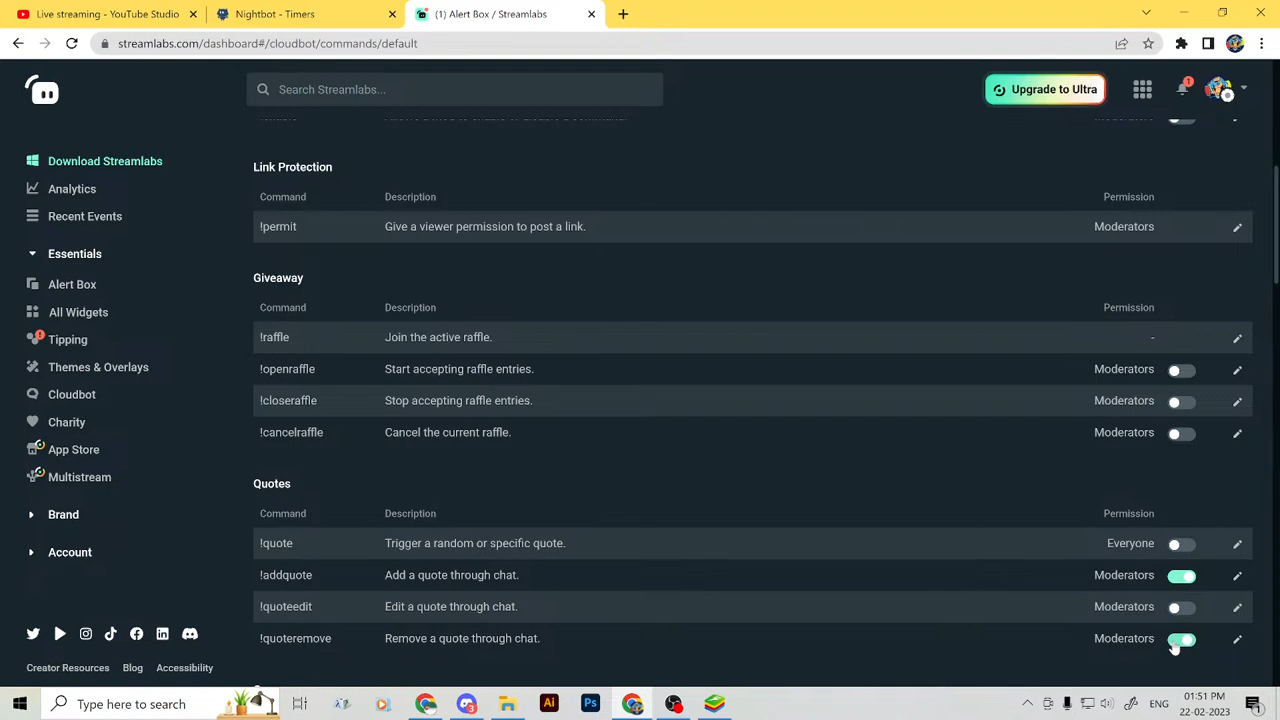 Live streaming - YouTube Studio
Nightbot - Timers
(1) Alert Box / Streamlabs
streamlabs.com/dashboard#/cloudbot/commands/default
Search Streamlabs...
Upgrade to Ultra
1
Download Streamlabs
Analytics
Recent Events
Essentials
Alert Box
All Widgets
Tipping
Themes & Overlays
Cloudbot
Charity
App Store
Multistream
Brand
Account
Creator Resources Blog Accessibility
Link Protection
Command Description Permission
!permit Give a viewer permission to post a link. Moderators
Giveaway
Command Description Permission
!raffle Join the active raffle. -
!openraffle Start accepting raffle entries. Moderators
!closeraffle Stop accepting raffle entries. Moderators
!cancelraffle Cancel the current raffle. Moderators
Quotes
Command Description Permission
!quote Trigger a random or specific quote. Everyone
!addquote Add a quote through chat. Moderators
!quoteedit Edit a quote through chat. Moderators
!quoteremove Remove a quote through chat. Moderators
Type here to search
Ai
Ps
ENG
01:51 PM
22-02-2023